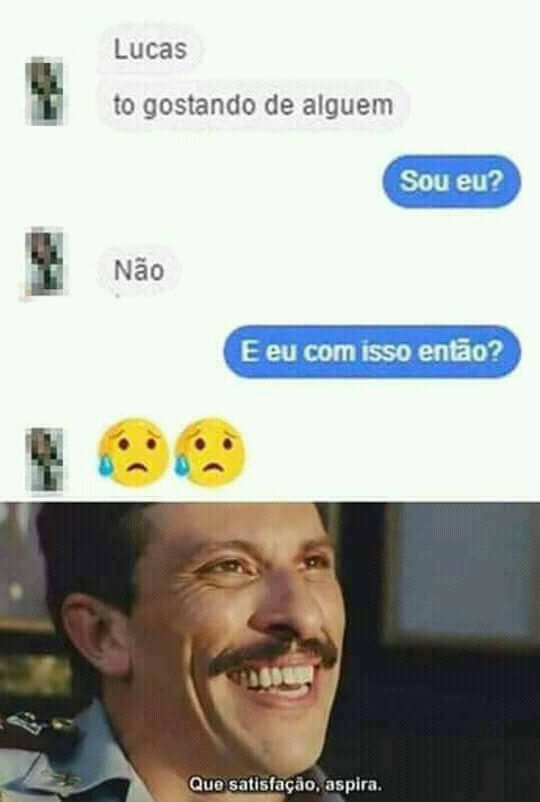 Lucas
to gostando de alguem
Sou eu?
Não
E eu com isso então?
Que satisfação, aspira.